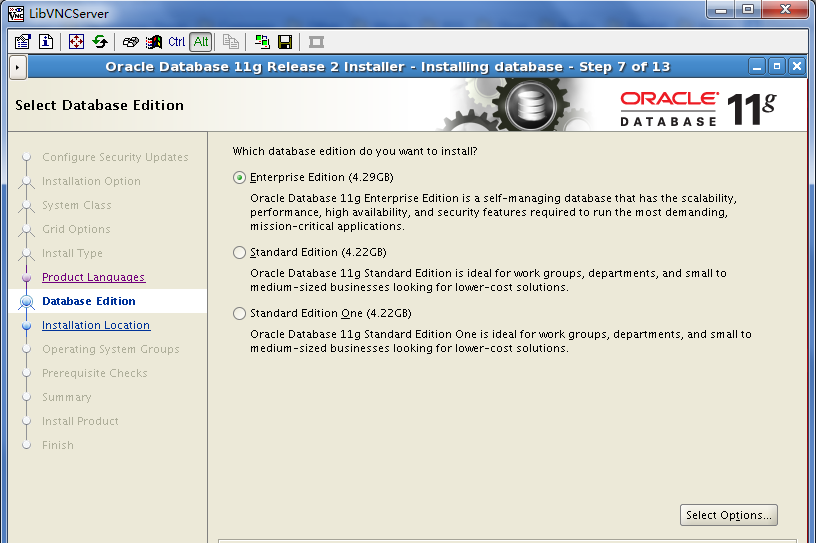 LibVNCServer
Ctrl Alt
Oracle Database 11g Release 2 Installer - Installing database - Step 7 of 13
Select Database Edition
ORACLE
DATABASE 11g
Configure Security Updates
Installation Option
System Class
Grid Options
Install Type
Product Languages
Database Edition
Installation Location
Operating System Groups
Prerequisite Checks
Summary
Install Product
Finish
Which database edition do you want to install?
Enterprise Edition (4.29GB)
Oracle Database 11g Enterprise Edition is a self-managing database that has the scalability,
performance, high availability, and security features required to run the most demanding,
mission-critical applications.
Standard Edition (4.22GB)
Oracle Database 11g Standard Edition is ideal for work groups, departments, and small to
medium-sized businesses looking for lower-cost solutions.
Standard Edition One (4.22GB)
Oracle Database 11g Standard Edition One is ideal for work groups, departments, and small to
medium-sized businesses looking for lower-cost solutions.
Select Options...